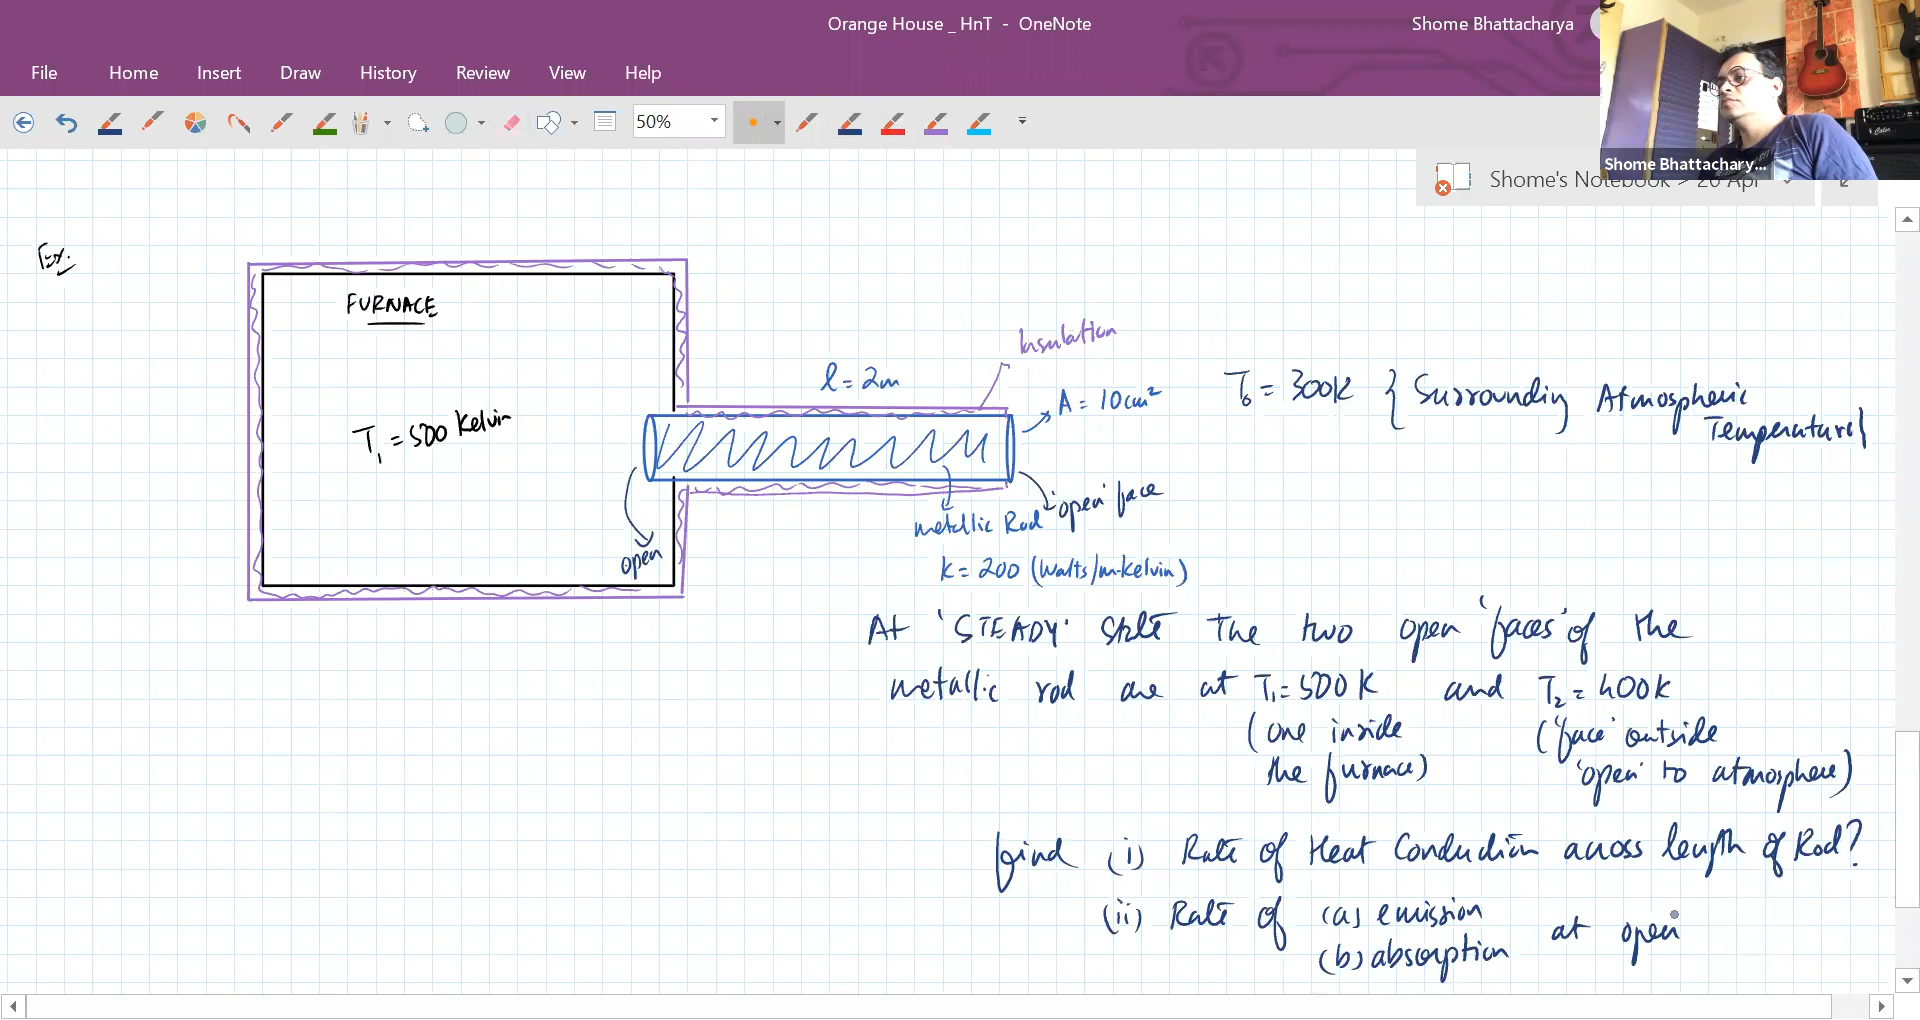 Orange House _ HnT - OneNote
Shome Bhattacharya
File Home Insert Draw History Review View Help
50%
Shome Bhattachary...
Shome's Notebook > 26 Apr
Ex.
FURNACE
Insulation
l = 2m
A = 10cm²
T₀ = 300K { Surrounding Atmospheric
Temperature}
T₁ = 500 Kelvin
'open' face
metallic Rod
open
K = 200 (Watts/m-Kelvin)
At 'STEADY' state the two open 'faces' of the
metallic rod are at T₁ = 500 K and T₂ = 400K
(one inside
the furnace)
('face' outside
'open' to atmosphere)
find (i) Rate of Heat Conduction across length of Rod?
(ii) Rate of (a) emission
(b) absorption at open